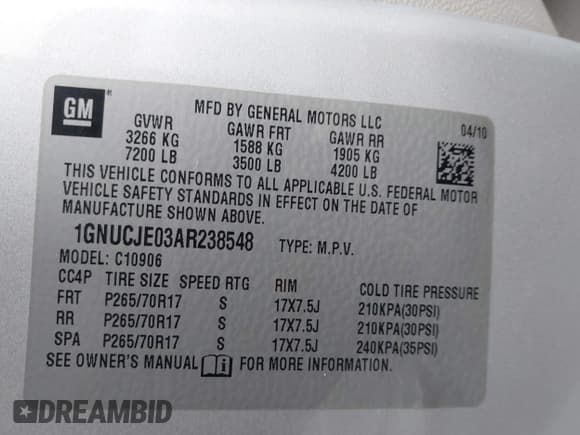 GM
®
MFD BY GENERAL MOTORS LLC 04/10
GVWR GAWR FRT GAWR RR
3266 KG 1588 KG 1905 KG
7200 LB 3500 LB 4200 LB
THIS VEHICLE CONFORMS TO ALL APPLICABLE U.S. FEDERAL MOTOR
VEHICLE SAFETY STANDARDS IN EFFECT ON THE DATE OF
MANUFACTURE SHOWN ABOVE.
1GNUCJE03AR238548 TYPE: M.P.V.
MODEL: C10906
CC4P TIRE SIZE SPEED RTG RIM COLD TIRE PRESSURE
FRT P265/70R17 S 17X7.5J 210KPA(30PSI)
RR P265/70R17 S 17X7.5J 210KPA(30PSI)
SPA P265/70R17 S 17X7.5J 240KPA(35PSI)
SEE OWNER'S MANUAL i FOR MORE INFORMATION.
DREAMBID